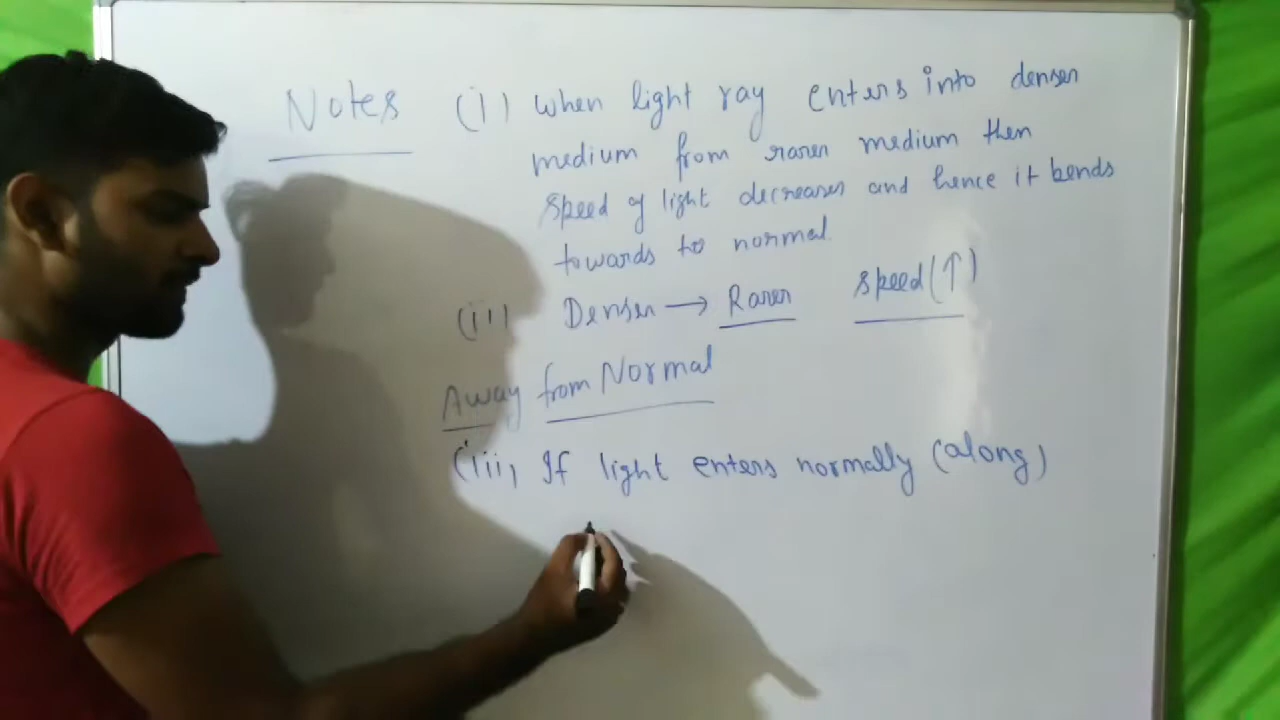 Notes (i) when light ray enters into denser
medium from rarer medium then
speed of light decreases and hence it bends
towards to normal
(ii) Denser → Rarer speed (↑)
Away from Normal
(iii) If light enters normally (along)